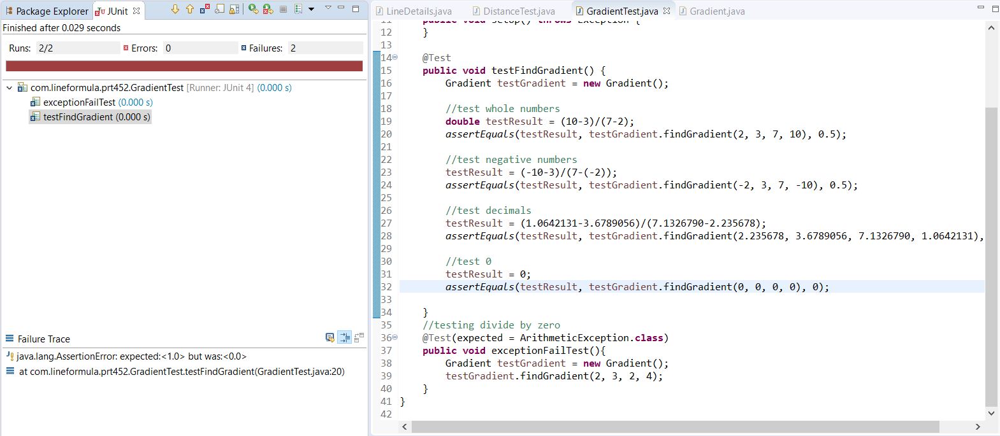 Package Explorer JUnit
Finished after 0.029 seconds
Runs: 2/2 Errors: 0 Failures: 2
com.lineformula.prt452.GradientTest [Runner: JUnit 4] (0.000 s)
exceptionFailTest (0.000 s)
testFindGradient (0.000 s)
Failure Trace
java.lang.AssertionError: expected:<1.0> but was:<0.0>
at com.lineformula.prt452.GradientTest.testFindGradient(GradientTest.java:20)
LineDetails.java DistanceTest.java GradientTest.java Gradient.java
11 public void setUp() throws Exception {
12 }
13
14 @Test
15 public void testFindGradient() {
16 Gradient testGradient = new Gradient();
17
18 //test whole numbers
19 double testResult = (10-3)/(7-2);
20 assertEquals(testResult, testGradient.findGradient(2, 3, 7, 10), 0.5);
21
22 //test negative numbers
23 testResult = (-10-3)/(7-(-2));
24 assertEquals(testResult, testGradient.findGradient(-2, 3, 7, -10), 0.5);
25
26 //test decimals
27 testResult = (1.0642131-3.6789056)/(7.1326790-2.235678);
28 assertEquals(testResult, testGradient.findGradient(2.235678, 3.6789056, 7.1326790, 1.0642131),
29
30 //test 0
31 testResult = 0;
32 assertEquals(testResult, testGradient.findGradient(0, 0, 0, 0), 0);
33
34 }
35 //testing divide by zero
36 @Test(expected = ArithmeticException.class)
37 public void exceptionFailTest(){
38 Gradient testGradient = new Gradient();
39 testGradient.findGradient(2, 3, 2, 4);
40 }
41 }
42